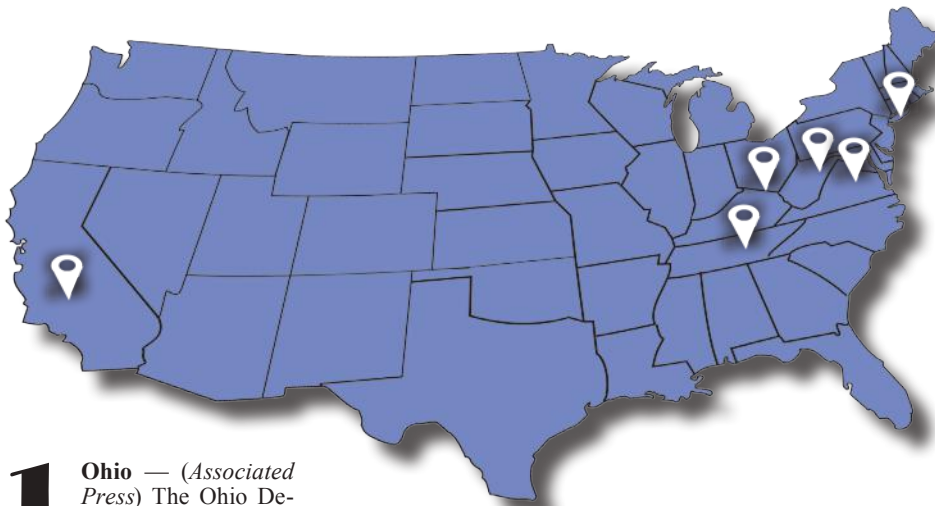 1
Ohio — (Associated
Press) The Ohio De-